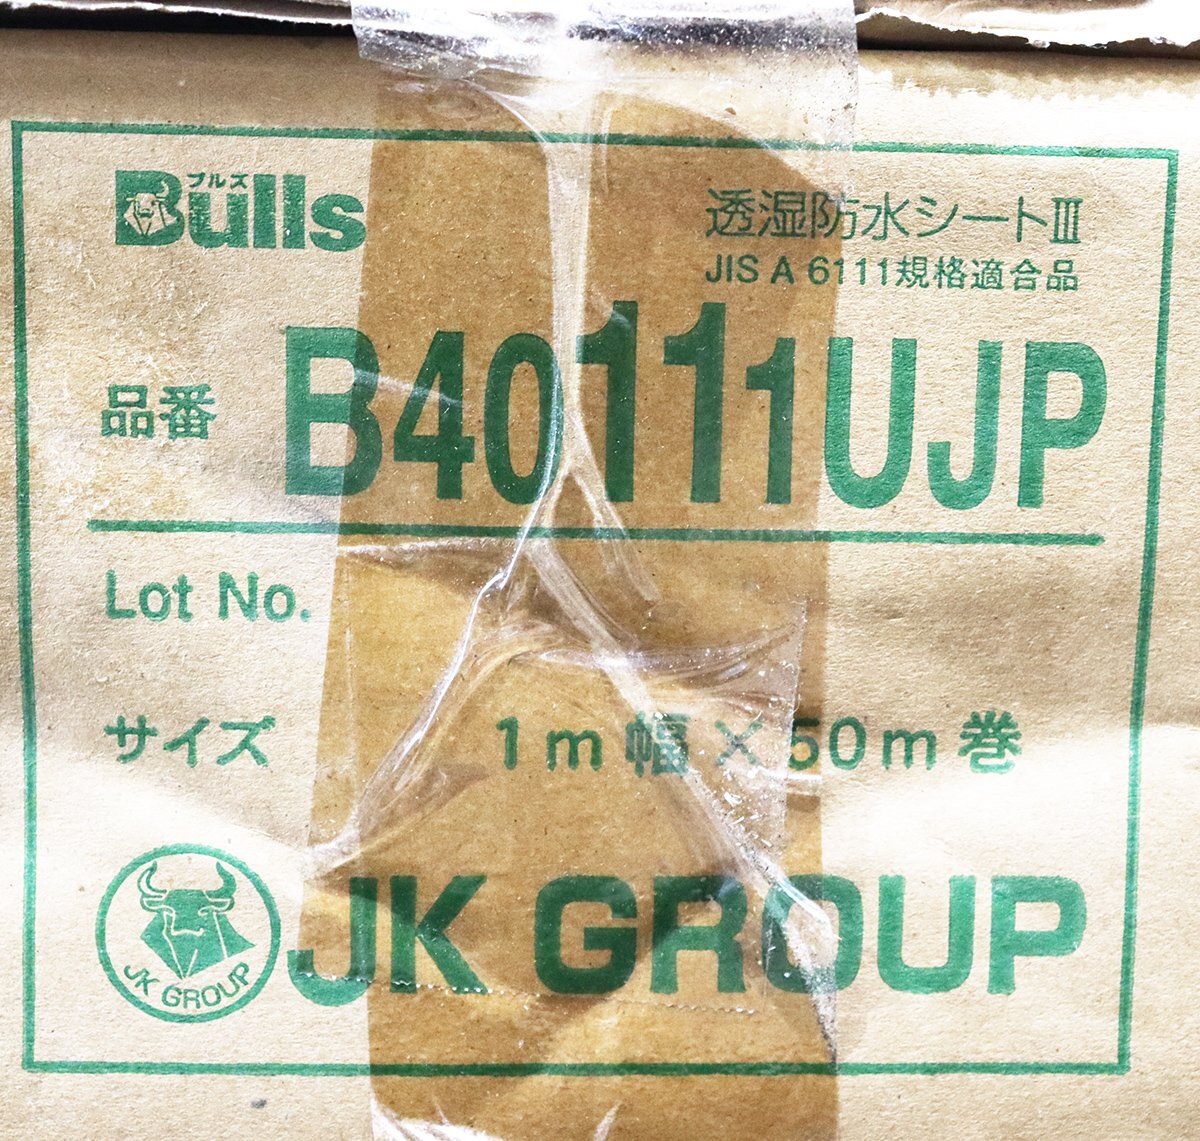 ブルズ
Bulls
透湿防水シートⅢ
JIS A 6111規格適合品
品番 B40111UJP
Lot No.
サイズ 1m幅×50m巻
JK GROUP
JK GROUP